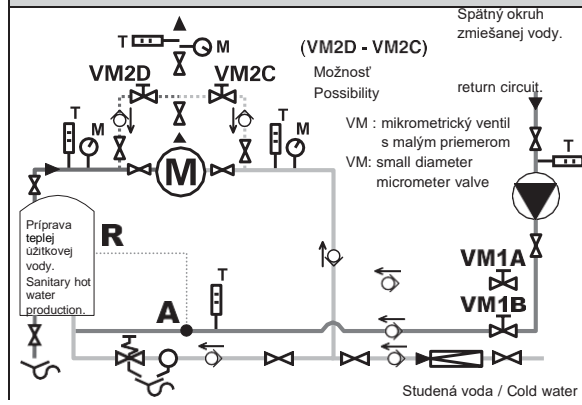 Spätný okruh
zmiešanej vody.
T
M
(VM2D - VM2C)
VM2D
VM2C
Možnosť
Possibility
return circuit.
T
M
T
M
VM : mikrometrický ventil
s malým priemerom
VM: small diameter
micrometer valve
T
M
Príprava
teplej
úžitkovej
vody.
Sanitary hot
water
production.
R
T
A
VM1A
VM1B
Studená voda / Cold water